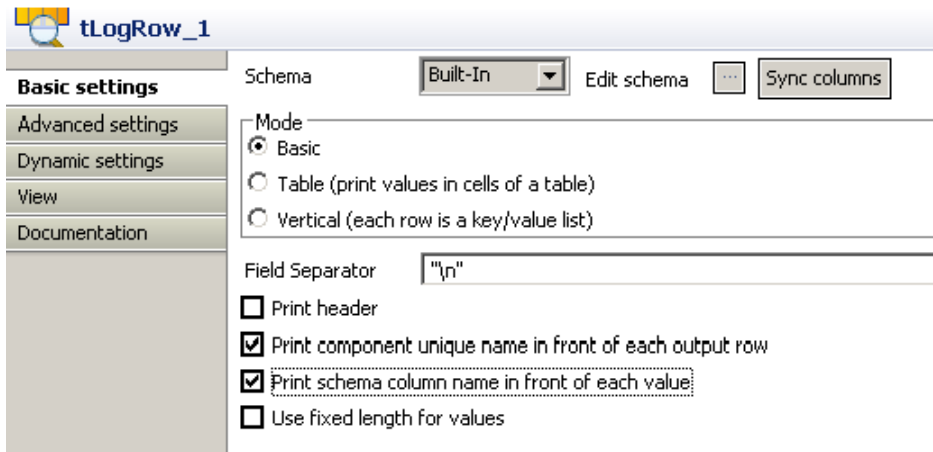 tLogRow_1
Basic settings
Advanced settings
Dynamic settings
View
Documentation
Schema Built-In Edit schema ... Sync columns
Mode
Basic
Table (print values in cells of a table)
Vertical (each row is a key/value list)
Field Separator "\n"
Print header
Print component unique name in front of each output row
Print schema column name in front of each value
Use fixed length for values